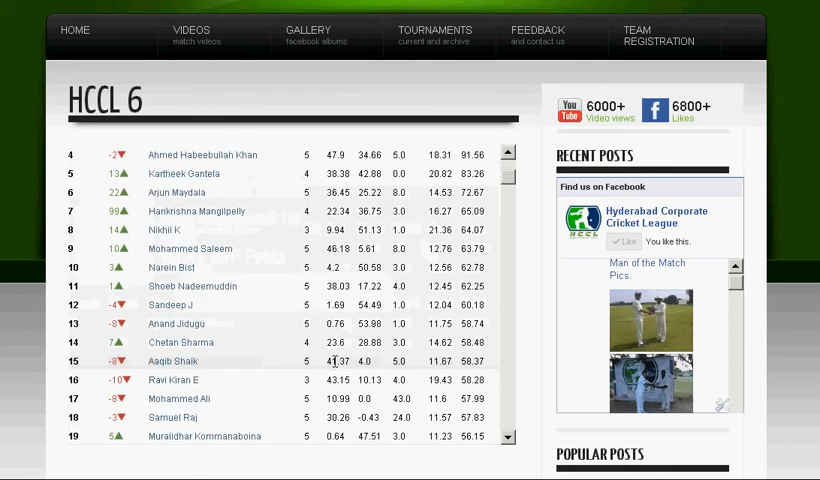 HOME
VIDEOS
match videos
GALLERY
facebook albums
TOURNAMENTS
current and archive
FEEDBACK
and contact us
TEAM
REGISTRATION
HCCL 6
4 -2 Ahmed Habeebullah Khan 5 47.9 34.66 5.0 18.31 91.56
5 13 Kartheek Gantela 4 38.38 42.88 0.0 20.82 83.26
6 22 Arjun Maydala 5 36.45 25.22 8.0 14.53 72.67
7 99 Harikrishna Mangilpelly 4 22.34 36.75 3.0 16.27 65.09
8 14 Nikhil K 3 9.94 51.13 1.0 21.36 64.07
9 10 Mohammed Saleem 5 46.18 5.61 8.0 12.76 63.79
10 3 Narein Bist 5 4.2 50.58 3.0 12.56 62.78
11 1 Shoeb Nadeemuddin 5 38.03 17.22 4.0 12.45 62.25
12 -4 Sandeep J 5 1.69 54.49 1.0 12.04 60.18
13 -8 Anand Jidugu 5 0.76 53.98 1.0 11.75 58.74
14 7 Chetan Sharma 4 23.6 28.88 3.0 14.62 58.48
15 -8 Aaqib Shaik 5 41.37 4.0 5.0 11.67 58.37
16 -10 Ravi Kiran E 3 43.15 10.13 4.0 19.43 58.28
17 -8 Mohammed Ali 5 10.99 0.0 43.0 11.6 57.99
18 -3 Samuel Raj 5 30.26 -0.43 24.0 11.57 57.83
19 5 Muralidhar Kommanaboina 5 0.64 47.51 3.0 11.23 56.15
You
Tube
6000+
Video views
6800+
Likes
RECENT POSTS
Find us on Facebook
HCCL
Hyderabad Corporate
Cricket League
Like You like this.
Man of the Match
Pics.
POPULAR POSTS